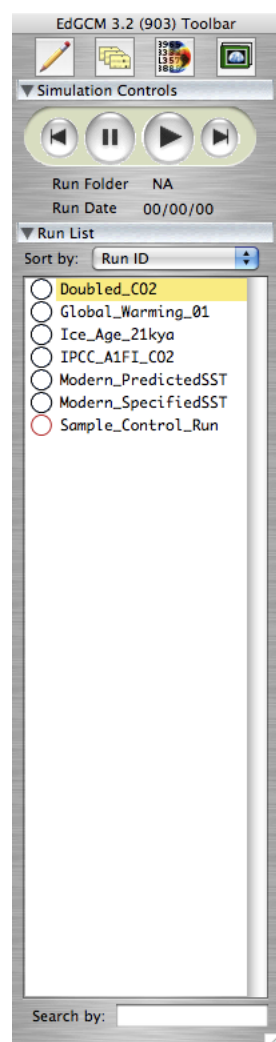 EdGCM 3.2 (903) Toolbar
Simulation Controls
Run Folder NA
Run Date 00/00/00
Run List
Sort by: Run ID
Doubled_CO2
Global_Warming_01
Ice_Age_21kya
IPCC_A1FI_CO2
Modern_PredictedSST
Modern_SpecifiedSST
Sample_Control_Run
Search by: